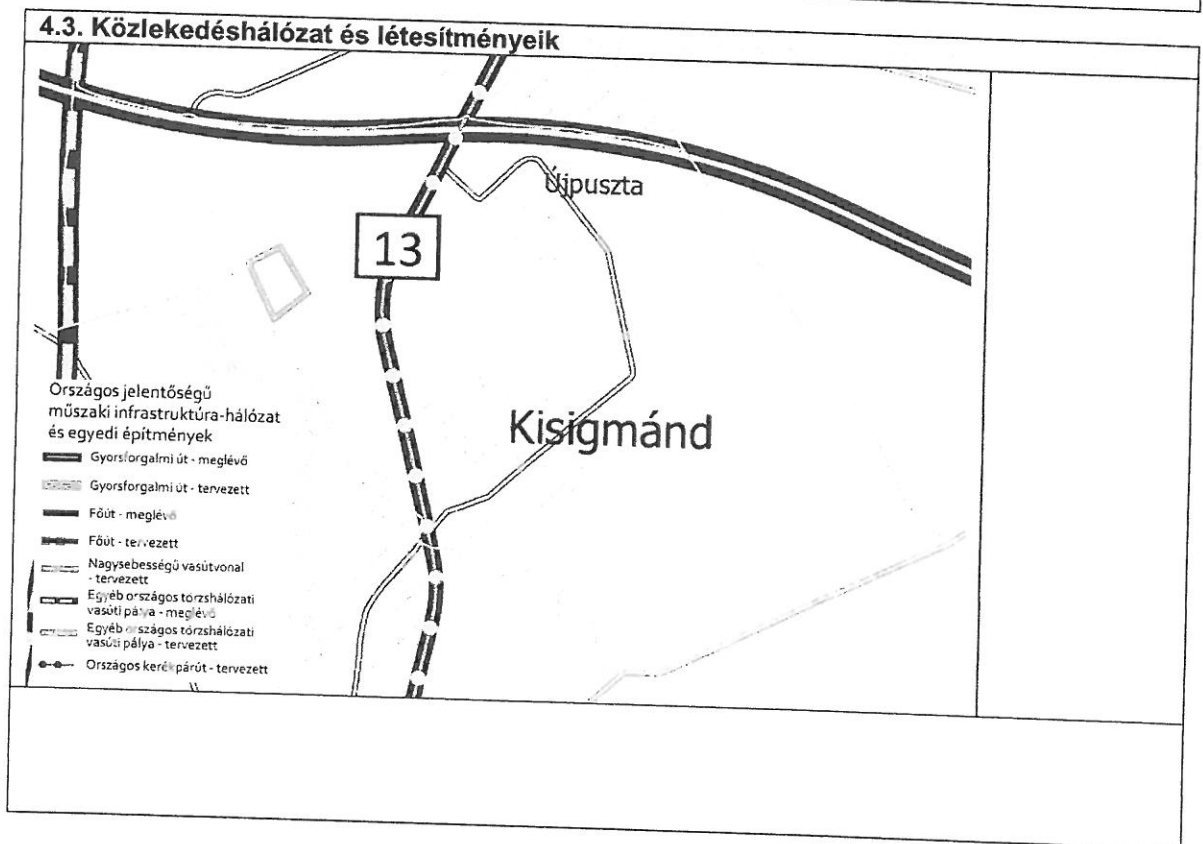 4.3. Közlekedéshálózat és létesítményeik
Újpuszta
13
Kisigmánd
Országos jelentőségű
műszaki infrastruktúra-hálózat
és egyedi építmények
Gyorsforgalmi út - meglévő
Gyorsforgalmi út - tervezett
Főút - meglévő
Főút - tervezett
Nagysebességű vasútvonal
- tervezett
Egyéb országos törzshálózati
vasúti pálya - meglévő
Egyéb országos törzshálózati
vasúti pálya - tervezett
Országos kerékpárút - tervezett